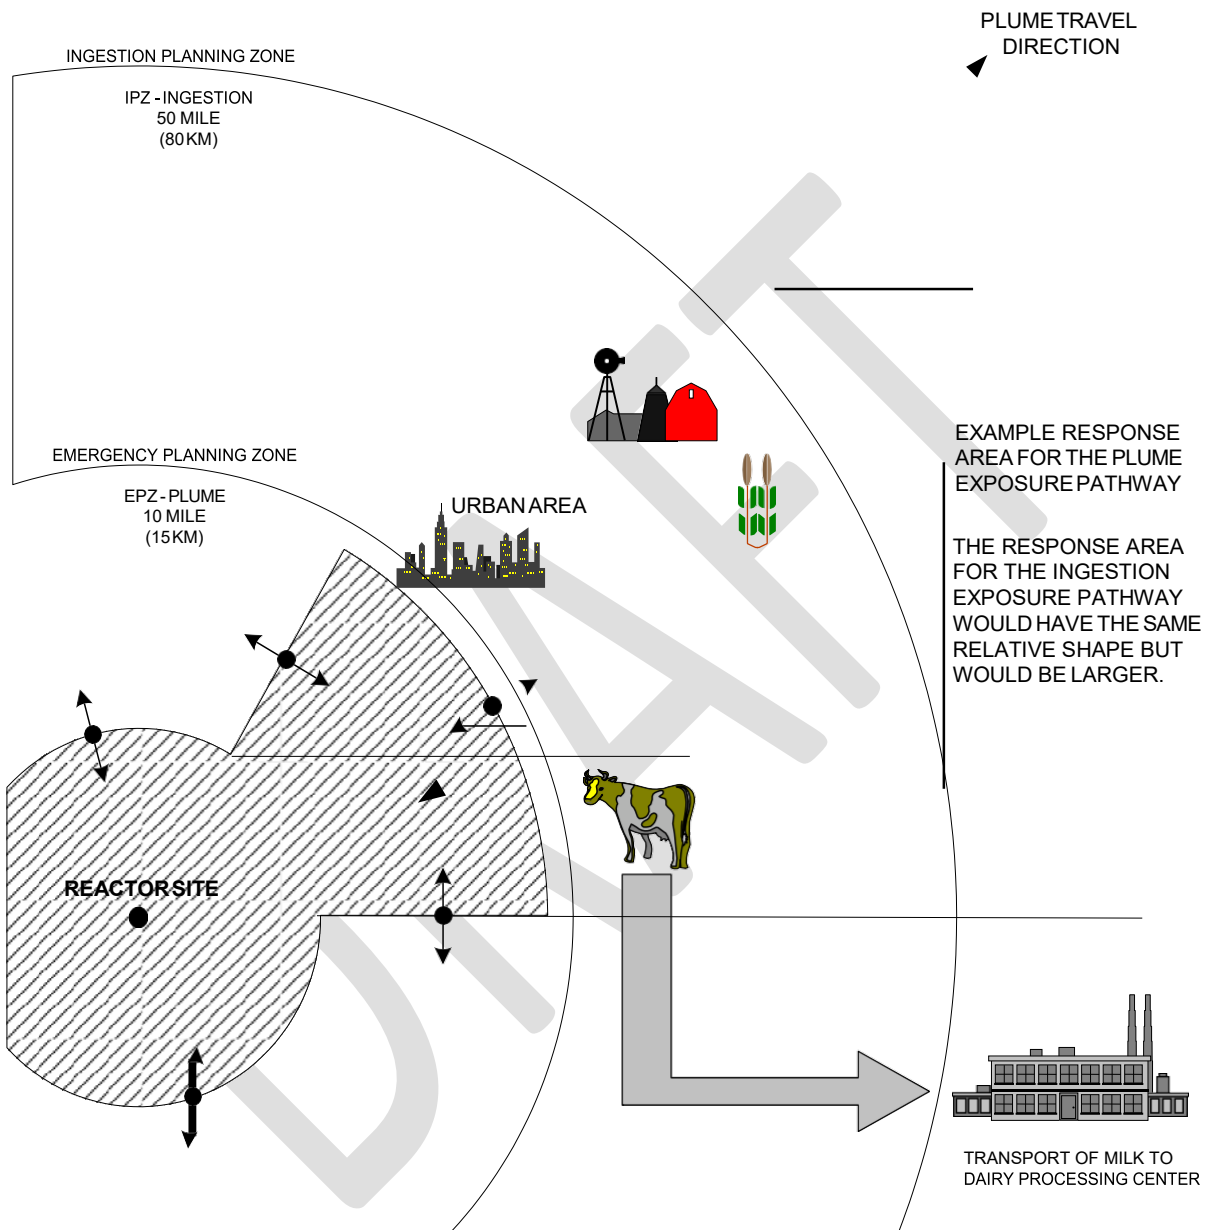 PLUME TRAVEL
DIRECTION
INGESTION PLANNING ZONE
IPZ - INGESTION
50 MILE
(80 KM)
EMERGENCY PLANNING ZONE
EPZ - PLUME
10 MILE
(15 KM)
URBAN AREA
EXAMPLE RESPONSE
AREA FOR THE PLUME
EXPOSURE PATHWAY
THE RESPONSE AREA
FOR THE INGESTION
EXPOSURE PATHWAY
WOULD HAVE THE SAME
RELATIVE SHAPE BUT
WOULD BE LARGER.
REACTOR SITE
TRANSPORT OF MILK TO
DAIRY PROCESSING CENTER
DRAFT